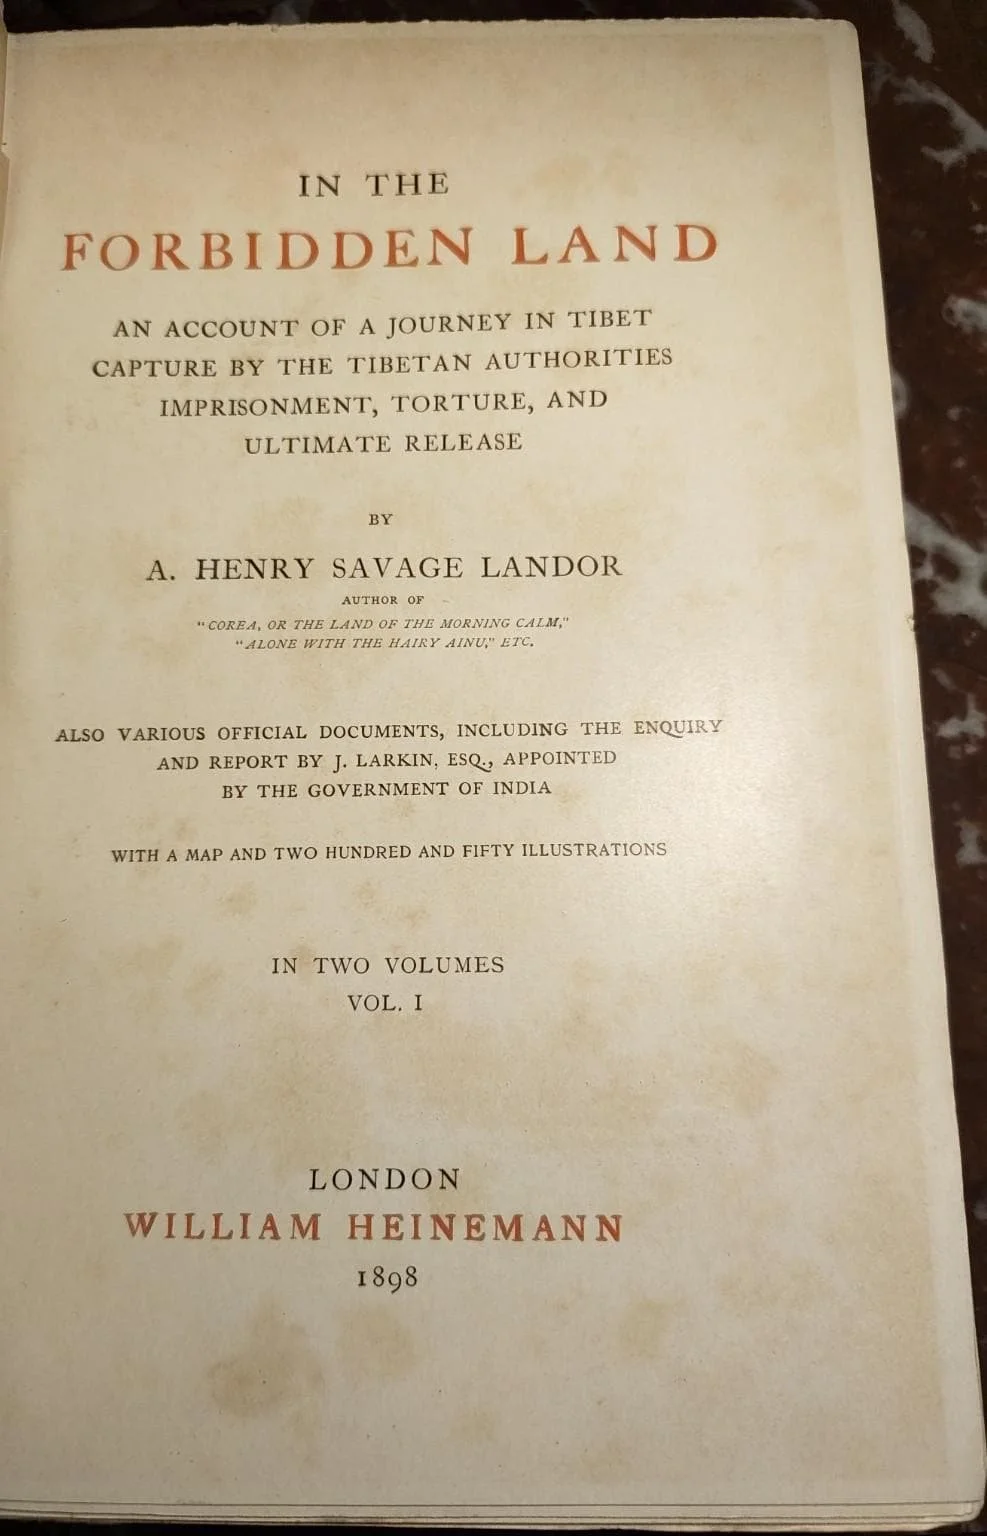 IN THE
FORBIDDEN LAND
AN ACCOUNT OF A JOURNEY IN TIBET
CAPTURE BY THE TIBETAN AUTHORITIES
IMPRISONMENT, TORTURE, AND
ULTIMATE RELEASE
BY
A. HENRY SAVAGE LANDOR
AUTHOR OF
"COREA, OR THE LAND OF THE MORNING CALM,"
"ALONE WITH THE HAIRY AINU," ETC.
ALSO VARIOUS OFFICIAL DOCUMENTS, INCLUDING THE ENQUIRY
AND REPORT BY J. LARKIN, ESQ., APPOINTED
BY THE GOVERNMENT OF INDIA
WITH A MAP AND TWO HUNDRED AND FIFTY ILLUSTRATIONS
IN TWO VOLUMES
VOL. I
LONDON
WILLIAM HEINEMANN
1898